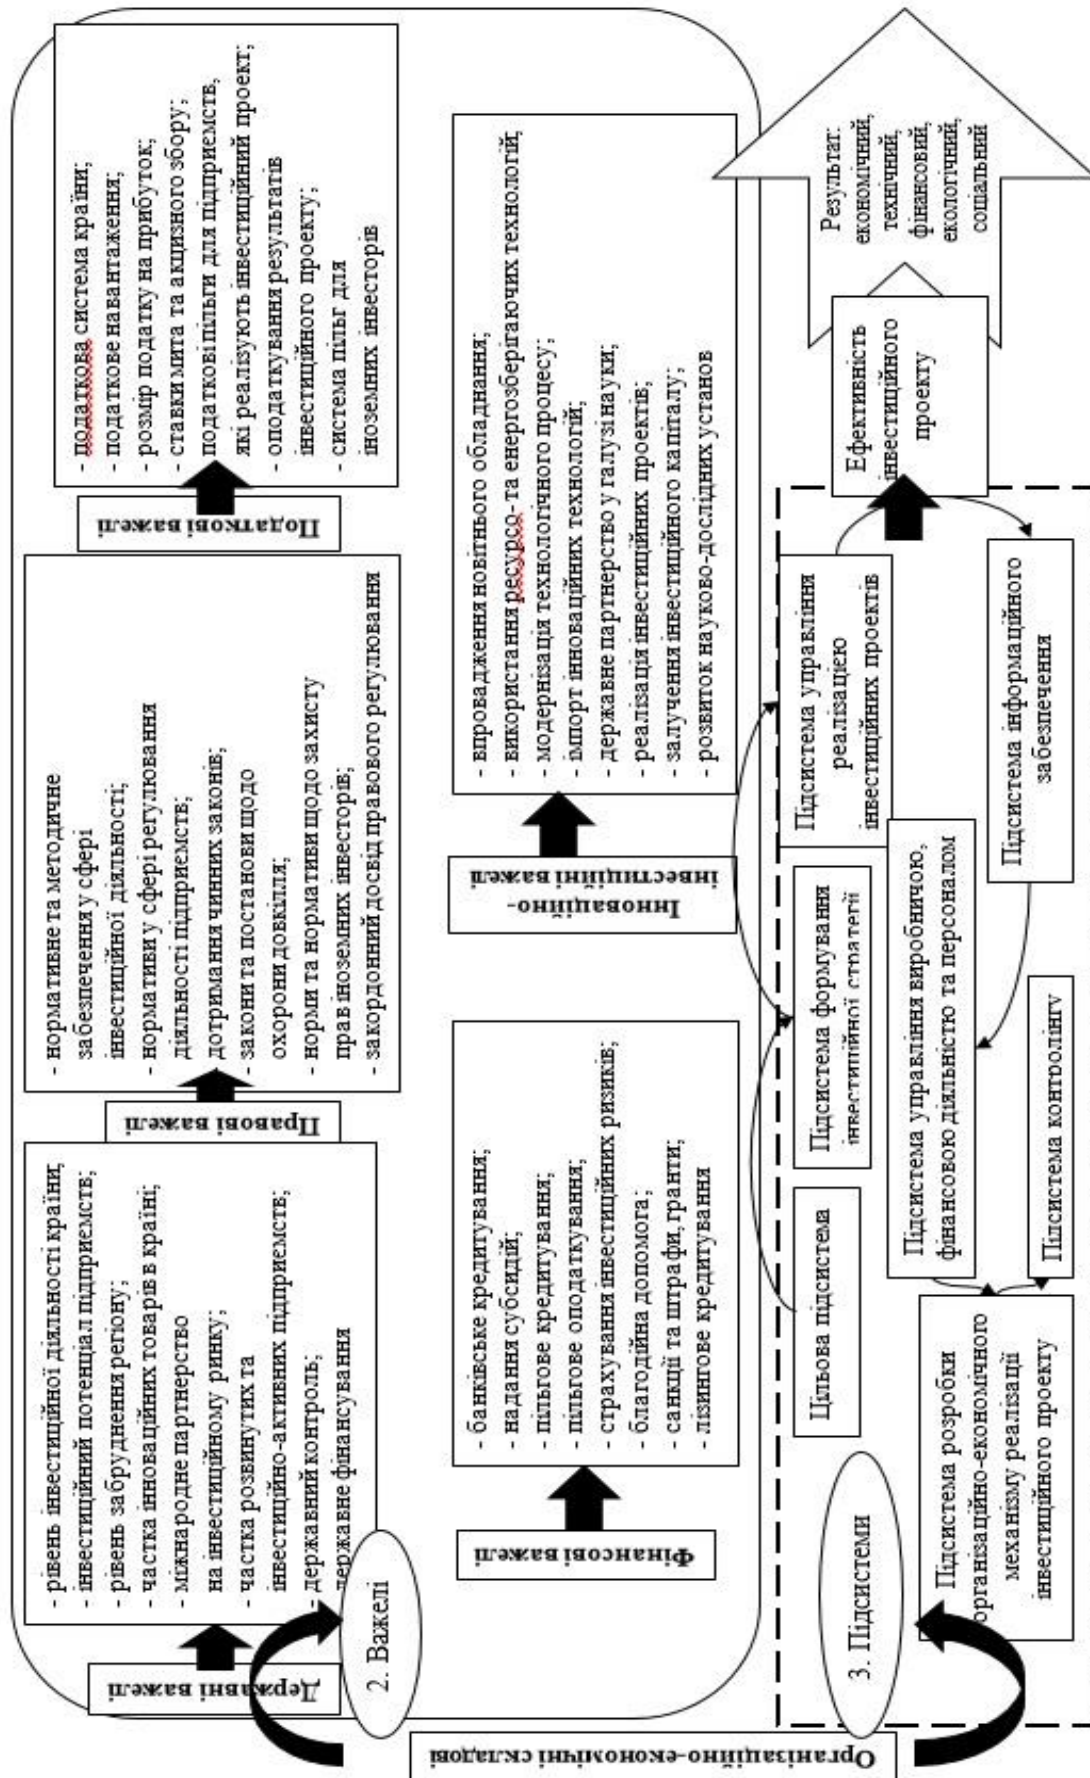 Організаційно-економічні складові
2. Важелі
Державні важелі
- рівень інвестиційної діяльності країни,
- інвестиційний потенціал підприємств;
- рівень забруднення регіону;
- частка інноваційних товарів в країні;
- міжнародне партнерство
на інвестиційному ринку;
- частка розвинутих та
інвестиційно-активних підприємств;
- державний контроль;
- державне фінансування
Правові важелі
- нормативне та методичне
забезпечення у сфері
інвестиційної діяльності;
- нормативи у сфері регулювання
діяльності підприємств;
- дотримання чинних законів;
- закони та постанови щодо
охорони довкілля;
- норми та нормативи щодо захисту
прав іноземних інвесторів;
- закордонний досвід правового регулювання
Податкові важелі
- податкова система країни;
- податкове навантаження;
- розмір податку на прибуток;
- ставки мита та акцизного збору;
- податкові пільги для підприємств,
які реалізують інвестиційний проект;
- оподаткування результатів
інвестиційного проекту;
- система пільг для
іноземних інвесторів
Фінансові важелі
- банківське кредитування;
- надання субсидій;
- пільгове кредитування;
- пільгове оподаткування;
- страхування інвестиційних ризиків;
- благодійна допомога;
- санкції та штрафи, гранти;
- лізингове кредитування
Інноваційно-
інвестиційні важелі
- впровадження новітнього обладнання;
- використання ресурсо- та енергозберігаючих технологій;
- модернізація технологічного процесу;
- імпорт інноваційних технологій;
- державне партнерство у галузі науки;
- реалізація інвестиційних проектів;
- залучення інвестиційного капіталу;
- розвиток науково-дослідних установ
3. Підсистеми
Цільова підсистема
Підсистема формування
інвестиційної стратегії
Підсистема управління
реалізацією
інвестиційних проектів
Підсистема розробки
організаційно-економічного
механізму реалізації
інвестиційного проекту
Підсистема управління виробничою,
фінансовою діяльністю та персоналом
Підсистема контролінгу
Підсистема інформаційного
забезпечення
Ефективність
інвестиційного
проекту
Результат:
економічний,
технічний,
фінансовий,
екологічний,
соціальний